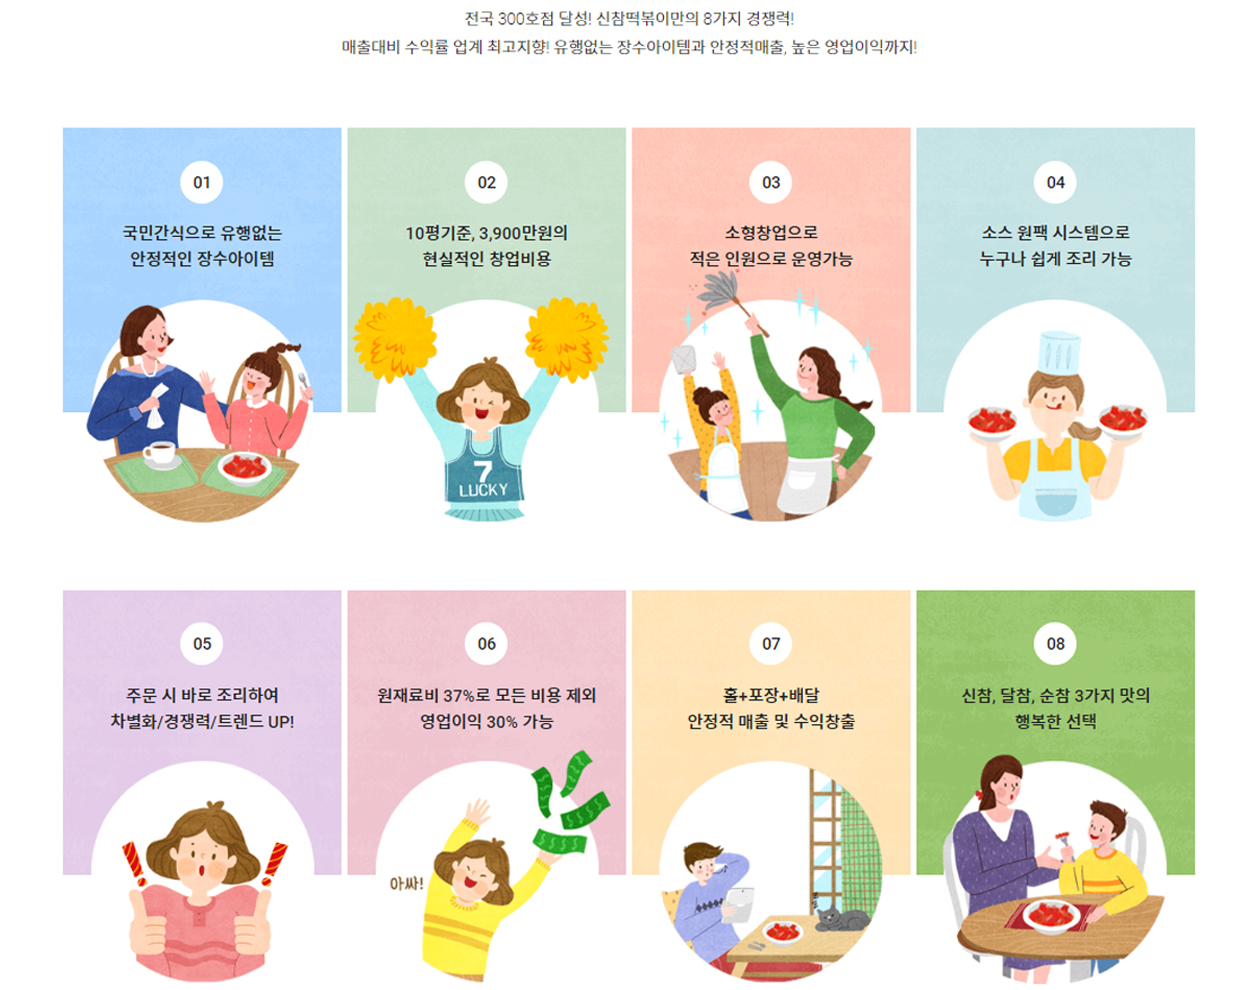 전국 300호점 달성! 신참떡볶이만의 8가지 경쟁력!
매출대비 수익률 업계 최고지향! 유행없는 장수아이템과 안정적매출, 높은 영업이익까지!
01
국민간식으로 유행없는
안정적인 장수아이템
02
10평기준, 3,900만원의
현실적인 창업비용
7
LUCKY
03
소형창업으로
적은 인원으로 운영가능
04
소스 원팩 시스템으로
누구나 쉽게 조리 가능
05
주문 시 바로 조리하여
차별화/경쟁력/트렌드 UP!
06
원재료비 37%로 모든 비용 제외
영업이익 30% 가능
아싸!
07
홀+포장+배달
안정적 매출 및 수익창출
08
신참, 달참, 순참 3가지 맛의
행복한 선택